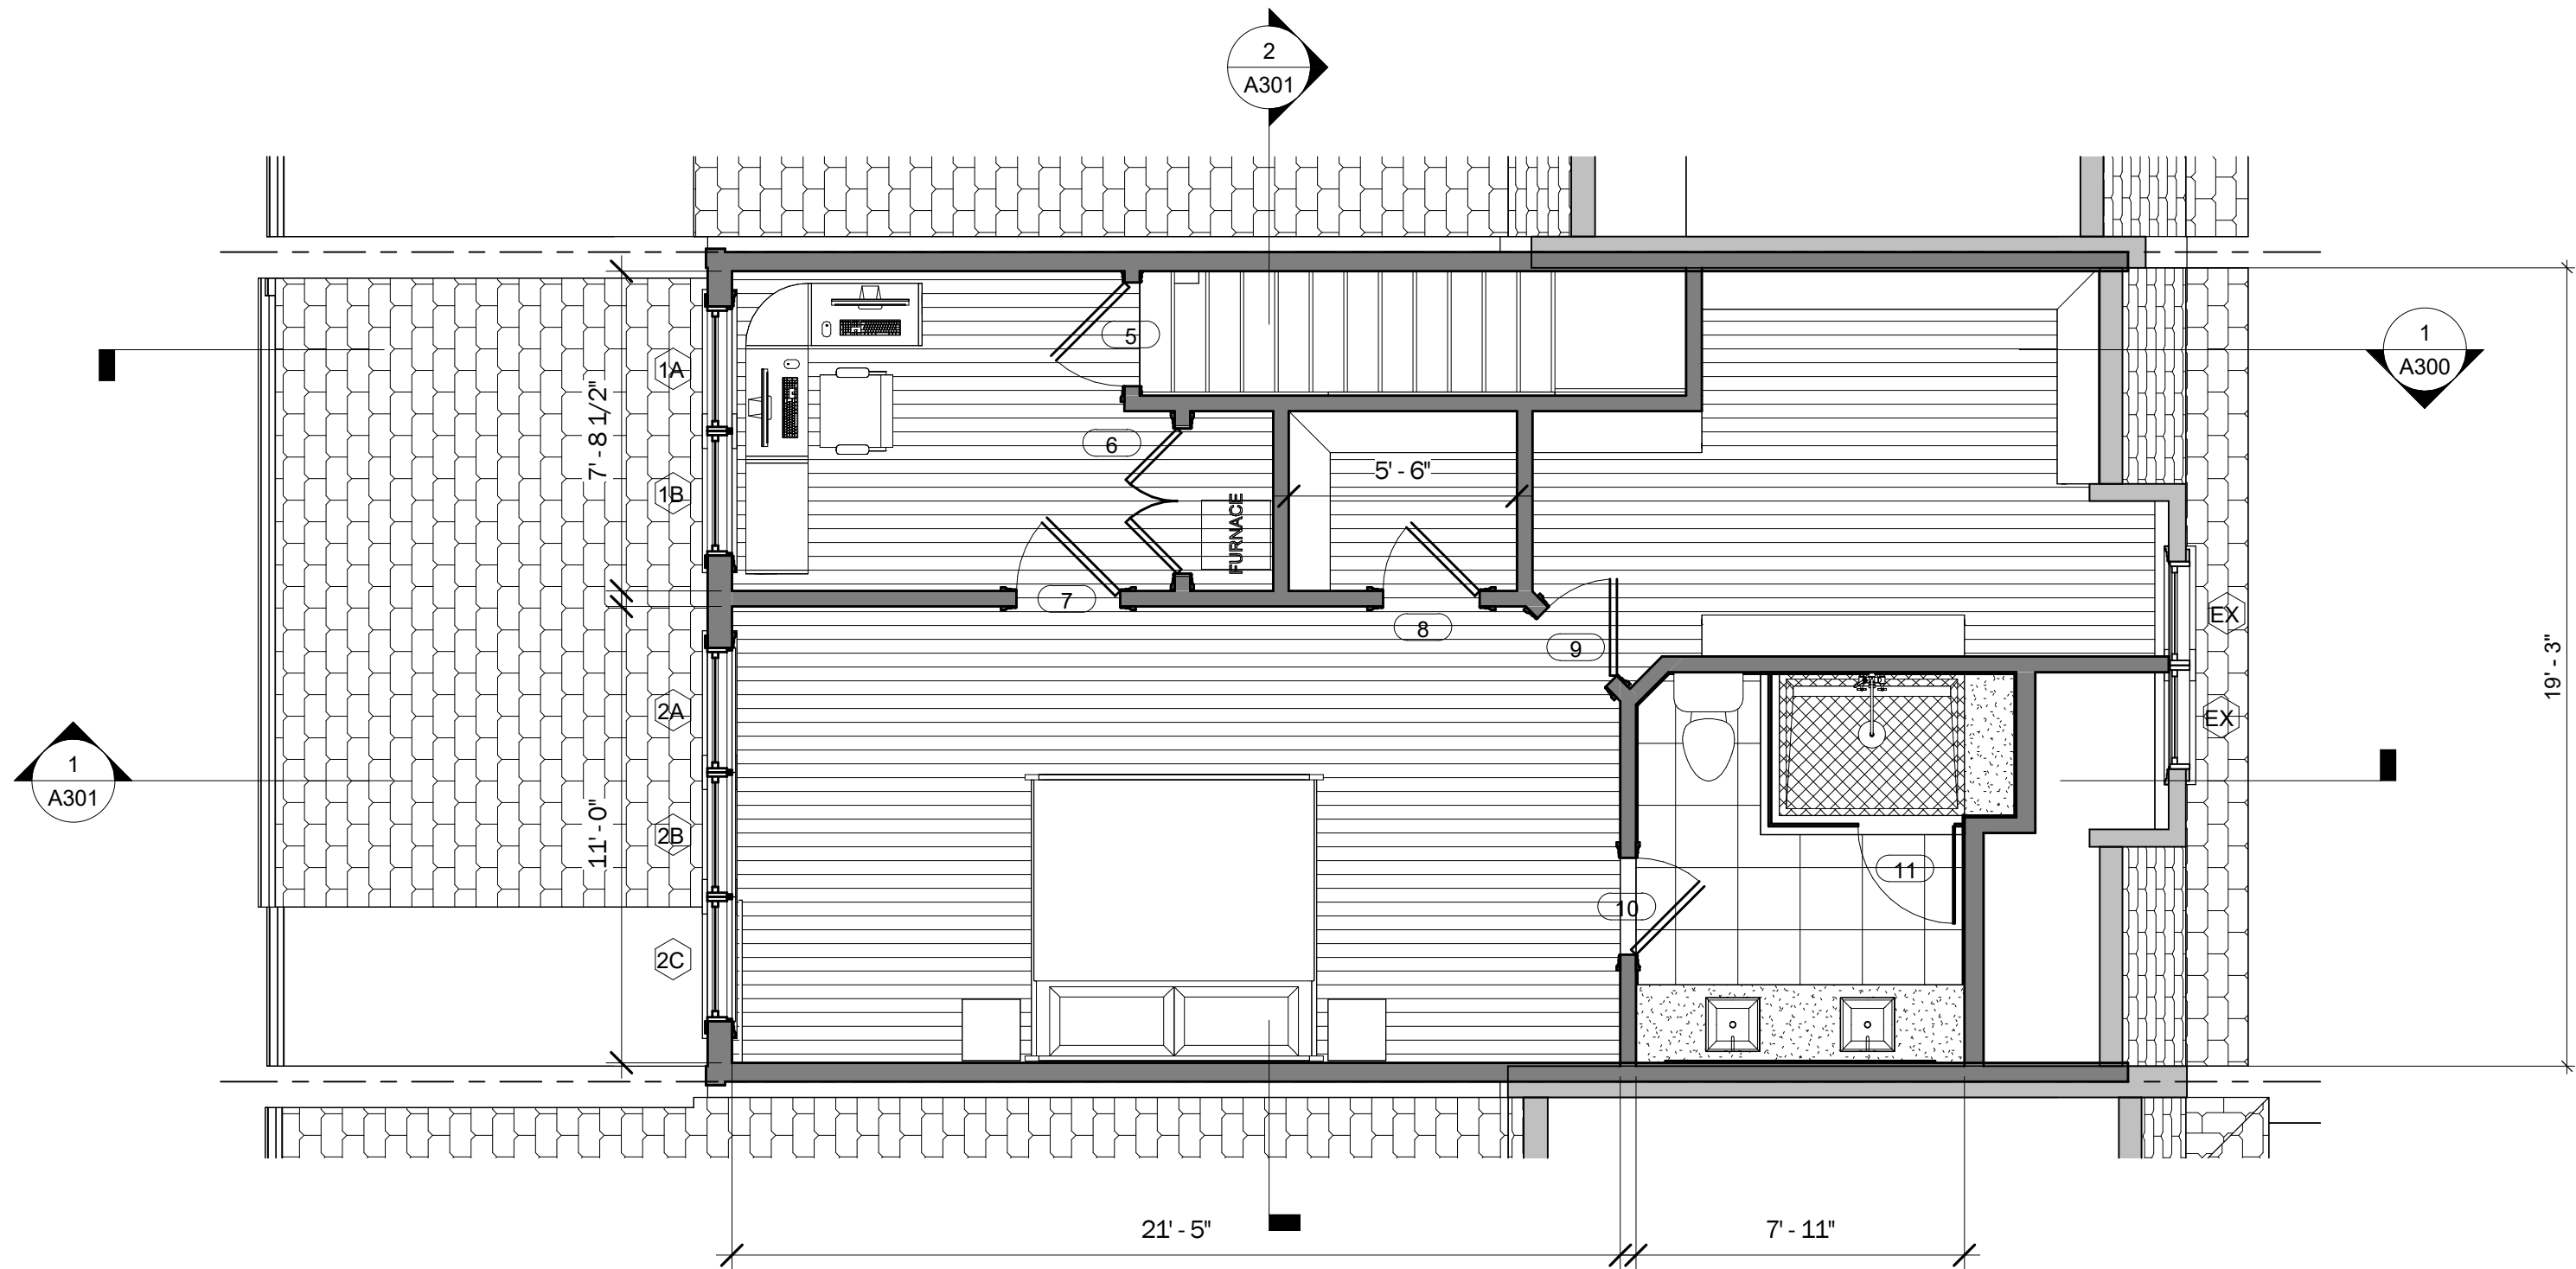 2
A301
5
1A
1
A300
7' - 8 1/2"
6
5' - 6"
1B
FURNACE
7
8
EX
9
19' - 3"
2A
EX
1
A301
2B
11' - 0"
11
10
2C
21' - 5"
7' - 11"